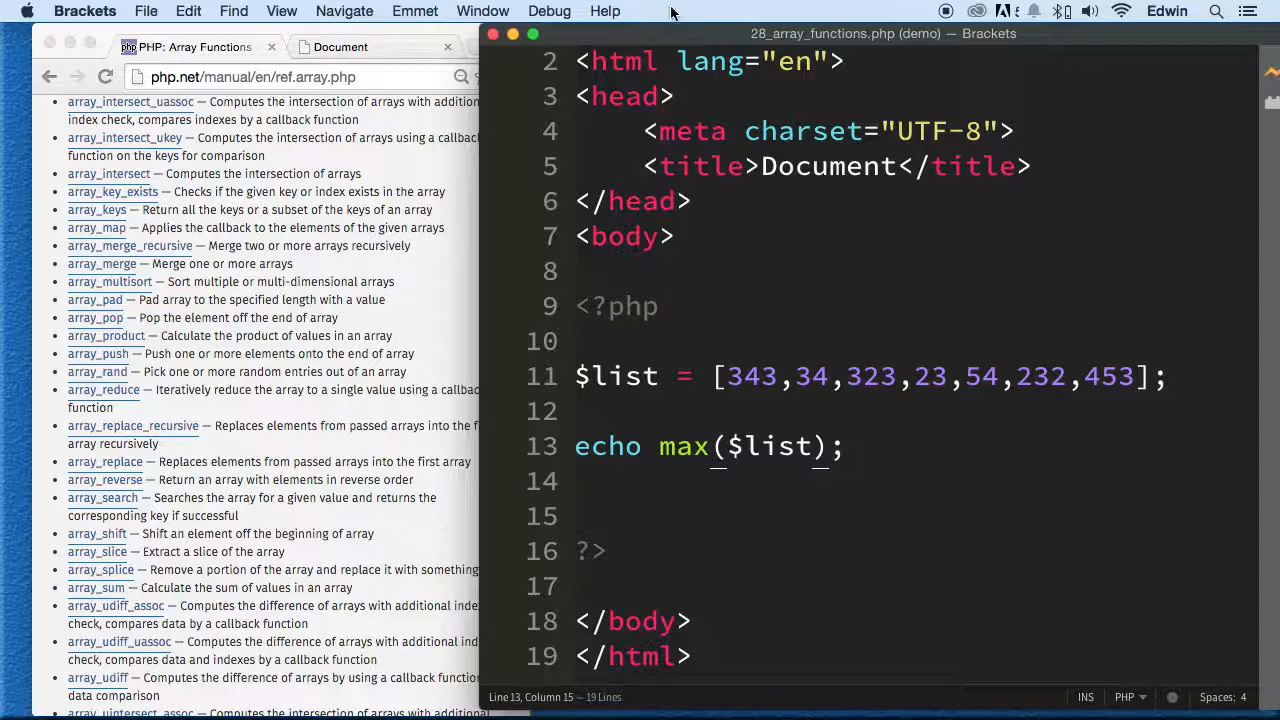 Brackets File Edit Find View Navigate Emmet Window Debug Help Edwin
php PHP: Array Functions × Document ×
php.net/manual/en/ref.array.php
array_intersect_uassoc — Computes the intersection of arrays with addition
index check, compares indexes by a callback function
array_intersect_ukey — Computes the intersection of arrays using a callback
function on the keys for comparison
array_intersect — Computes the intersection of arrays
array_key_exists — Checks if the given key or index exists in the array
array_keys — Return all the keys or a subset of the keys of an array
array_map — Applies the callback to the elements of the given arrays
array_merge_recursive — Merge two or more arrays recursively
array_merge — Merge one or more arrays
array_multisort — Sort multiple or multi-dimensional arrays
array_pad — Pad array to the specified length with a value
array_pop — Pop the element off the end of array
array_product — Calculate the product of values in an array
array_push — Push one or more elements onto the end of array
array_rand — Pick one or more random entries out of an array
array_reduce — Iteratively reduce the array to a single value using a callba
function
array_replace_recursive — Replaces elements from passed arrays into the f
array recursively
array_replace — Replaces elements from passed arrays into the first array
array_reverse — Return an array with elements in reverse order
array_search — Searches the array for a given value and returns the
corresponding key if successful
array_shift — Shift an element off the beginning of array
array_slice — Extract a slice of the array
array_splice — Remove a portion of the array and replace it with something
array_sum — Calculate the sum of values in an array
array_udiff_assoc — Computes the difference of arrays with additional inde
check, compares data by a callback function
array_udiff_uassoc — Computes the difference of arrays with additional ind
check, compares data and indexes by a callback function
array_udiff — Computes the difference of arrays by using a callback functio
data comparison
array_uintersect_assoc — Computes the intersection of arrays with additional
28_array_functions.php (demo) — Brackets
2 <html lang="en">
3 <head>
4 <meta charset="UTF-8">
5 <title>Document</title>
6 </head>
7 <body>
8
9 <?php
10
11 $list = [343,34,323,23,54,232,453];
12
13 echo max($list);
14
15
16 ?>
17
18 </body>
19 </html>
Line 13, Column 15 — 19 Lines INS PHP Spaces: 4